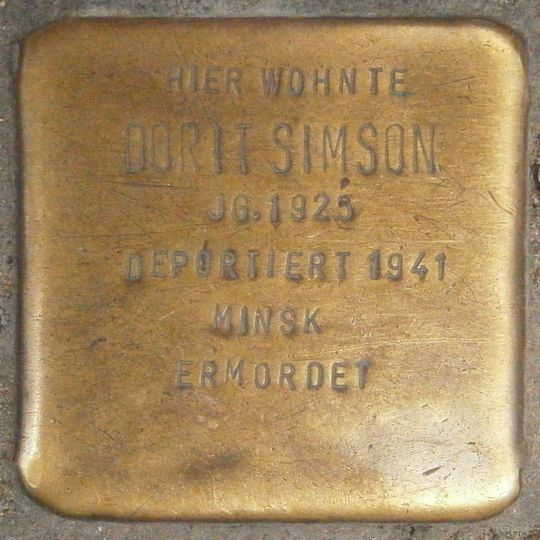 HIER WOHNTE
DORIT SIMSON
JG. 1925
DEPORTIERT 1941
MINSK
ERMORDET